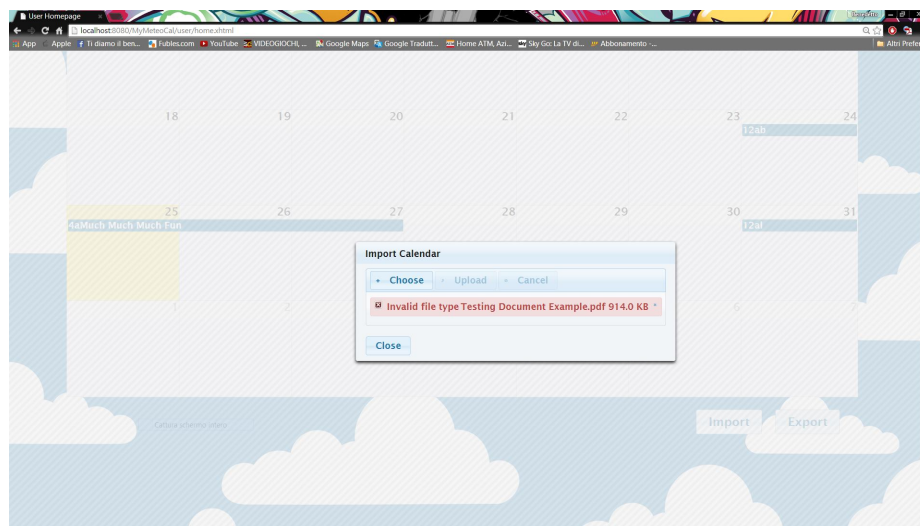 User Homepage
localhost:8080/MyMeteoCal/user/home.xhtml
App Apple Ti diamo il ben... Fubles.com YouTube VIDEOGIOCHI, ... Google Maps Google Tradutt... Home ATM, Azi... Sky Go: La TV di... Abbonamento -... Altri Prefer
18 19 20 21 22 23 24
12ab
25 26 27 28 29 30 31
4aMuch Much Much Fun 12al
Import Calendar
Choose Upload Cancel
Invalid file type Testing Document Example.pdf 914.0 KB
Close
Import Export